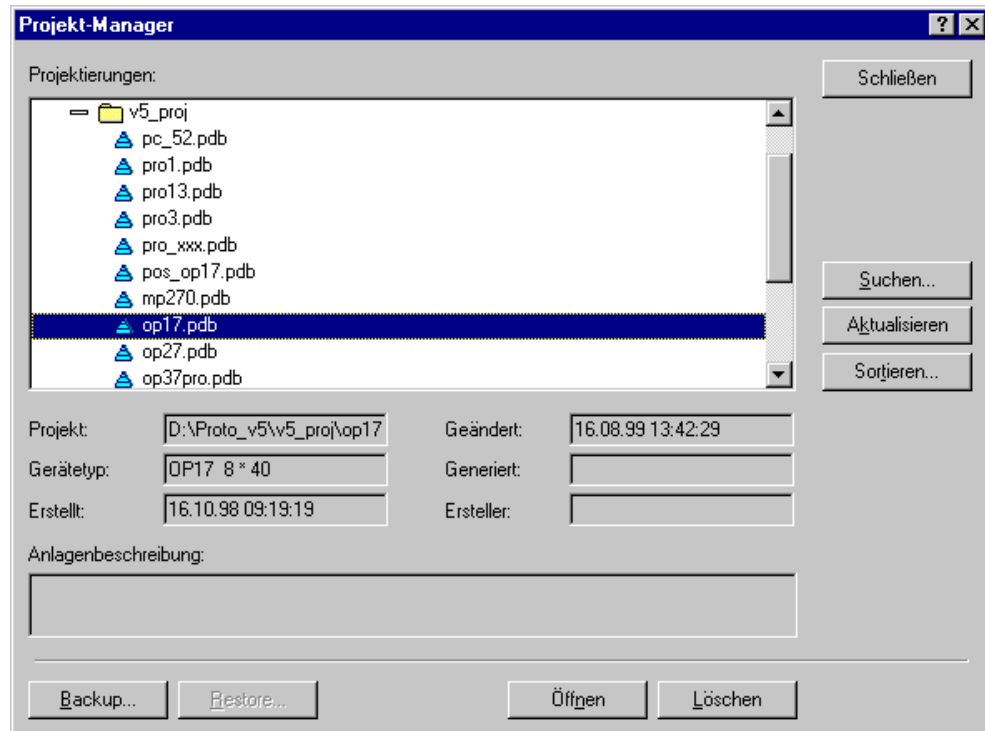 Projekt-Manager
Projektierungen:
Schließen
v5_proj
pc_52.pdb
pro1.pdb
pro13.pdb
pro3.pdb
pro_xxx.pdb
pos_op17.pdb
mp270.pdb
op17.pdb
op27.pdb
op37pro.pdb
Suchen...
Aktualisieren
Sortieren...
Projekt: D:\Proto_v5\v5_proj\op17 Geändert: 16.08.99 13:42:29
Gerätetyp: OP17 8 * 40 Generiert:
Erstellt: 16.10.98 09:19:19 Ersteller:
Anlagenbeschreibung:
Backup... Restore... Öffnen Löschen